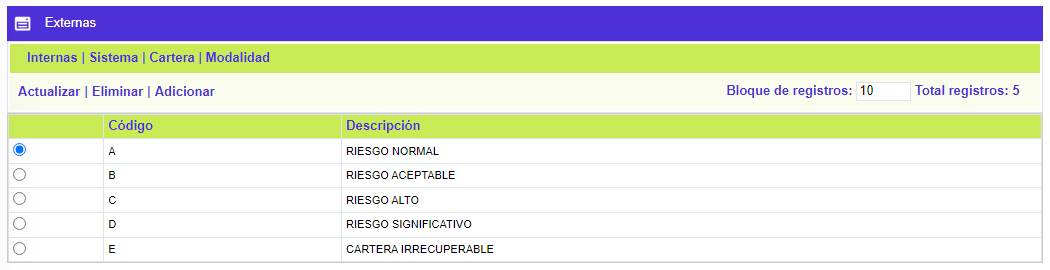 Externas
Internas | Sistema | Cartera | Modalidad
Actualizar | Eliminar | Adicionar Bloque de registros: 10 Total registros: 5
Código Descripción
A RIESGO NORMAL
B RIESGO ACEPTABLE
C RIESGO ALTO
D RIESGO SIGNIFICATIVO
E CARTERA IRRECUPERABLE